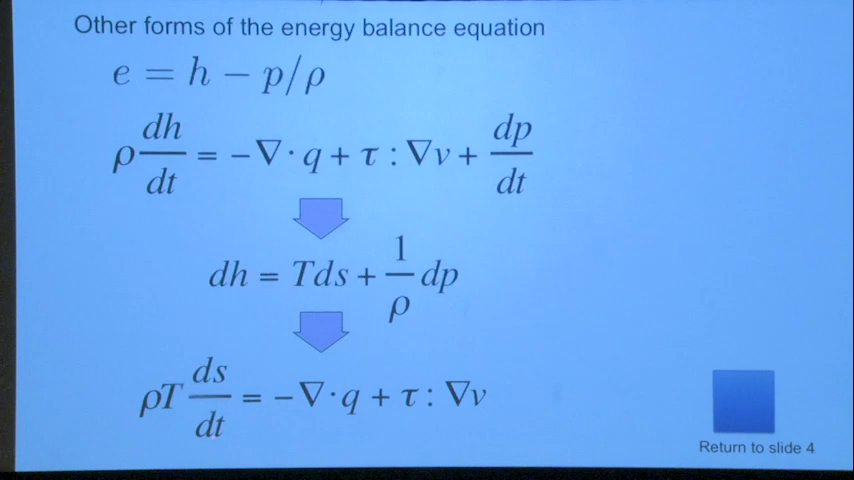 Other forms of the energy balance equation
e = h − p/ρ
ρ dh/dt = −∇·q + τ : ∇v + dp/dt
dh = Tds + 1/ρ dp
ρT ds/dt = −∇·q + τ : ∇v
Return to slide 4